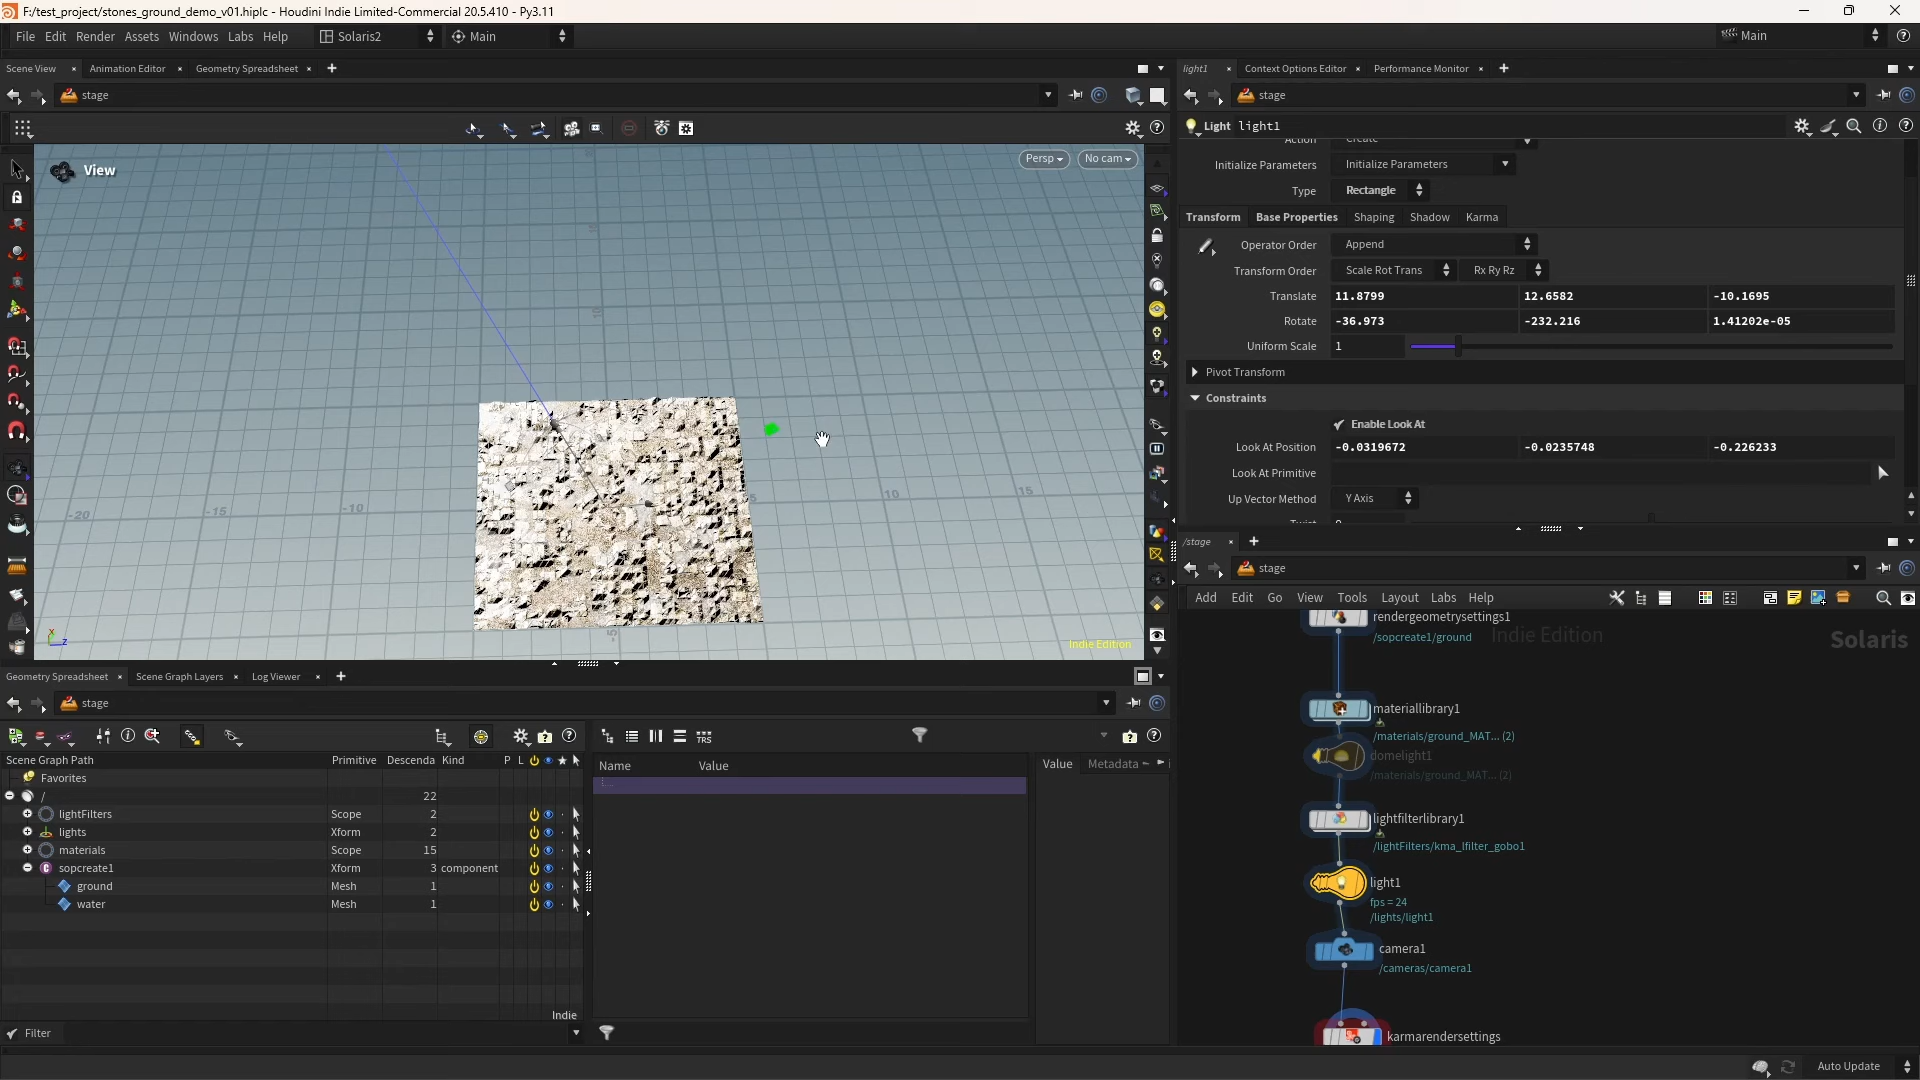 F:/test_project/stones_ground_demo_v01.hiplc - Houdini Indie Limited-Commercial 20.5.410 - Py3.11
File Edit Render Assets Windows Labs Help Solaris2 Main Main
Scene View Animation Editor Geometry Spreadsheet
stage
View
Persp No cam
-20 -15 -10 10 15
-5
Indie Edition
light1 Context Options Editor Performance Monitor
stage
Light light1
Action Create
Initialize Parameters Initialize Parameters
Type Rectangle
Transform Base Properties Shaping Shadow Karma
Operator Order Append
Transform Order Scale Rot Trans Rx Ry Rz
Translate 11.8799 12.6582 -10.1695
Rotate -36.973 -232.216 1.41202e-05
Uniform Scale 1
Pivot Transform
Constraints
Enable Look At
Look At Position -0.0319672 -0.0235748 -0.226233
Look At Primitive
Up Vector Method Y Axis
Twist 0
/stage
stage
Add Edit Go View Tools Layout Labs Help
Indie Edition Solaris
rendergeometrysettings1
/sopcreate1/ground
materiallibrary1
/materials/ground_MAT... (2)
domelight1
/materials/ground_MAT... (2)
lightfilterlibrary1
/lightFilters/kma_lfilter_gobo1
light1
fps = 24
/lights/light1
camera1
/cameras/camera1
karmarendersettings
Geometry Spreadsheet Scene Graph Layers Log Viewer
stage
Scene Graph Path Primitive Descenda Kind P L
Favorites
/ 22
lightFilters Scope 2
lights Xform 2
materials Scope 15
sopcreate1 Xform 3 component
ground Mesh 1
water Mesh 1
Indie
Filter
TRS
Name Value
Value Metadata
Auto Update